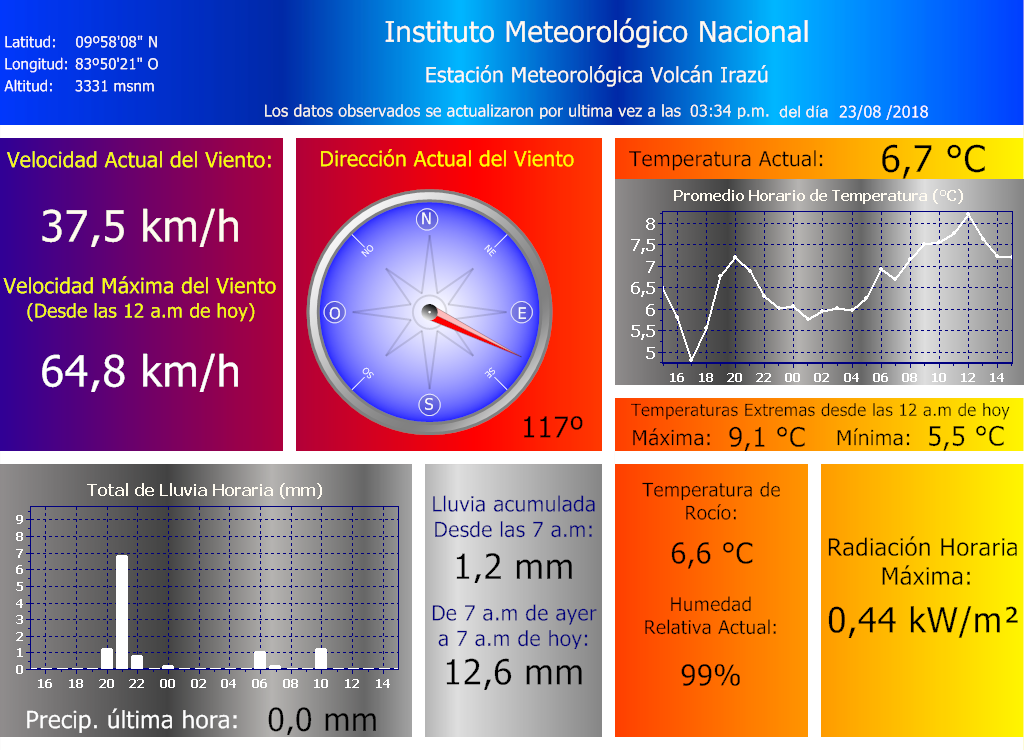 Instituto Meteorológico Nacional
Latitud: 09º58'08" N
Longitud: 83º50'21" O
Altitud: 3331 msnm
Estación Meteorológica Volcán Irazú
Los datos observados se actualizaron por ultima vez a las 03:34 p.m. del día 23/08 /2018
Velocidad Actual del Viento:
37,5 km/h
Velocidad Máxima del Viento
(Desde las 12 a.m de hoy)
64,8 km/h
Dirección Actual del Viento
N
NO
NE
O
E
SO
SE
S
117º
Temperatura Actual: 6,7 °C
Promedio Horario de Temperatura (°C)
8
7,5
7
6,5
6
5,5
5
16 18 20 22 00 02 04 06 08 10 12 14
Temperaturas Extremas desde las 12 a.m de hoy
Máxima: 9,1 °C Mínima: 5,5 °C
Total de Lluvia Horaria (mm)
9
8
7
6
5
4
3
2
1
0
16 18 20 22 00 02 04 06 08 10 12 14
Precip. última hora: 0,0 mm
Lluvia acumulada
Desde las 7 a.m:
1,2 mm
De 7 a.m de ayer
a 7 a.m de hoy:
12,6 mm
Temperatura de
Rocío:
6,6 °C
Humedad
Relativa Actual:
99%
Radiación Horaria
Máxima:
0,44 kW/m²